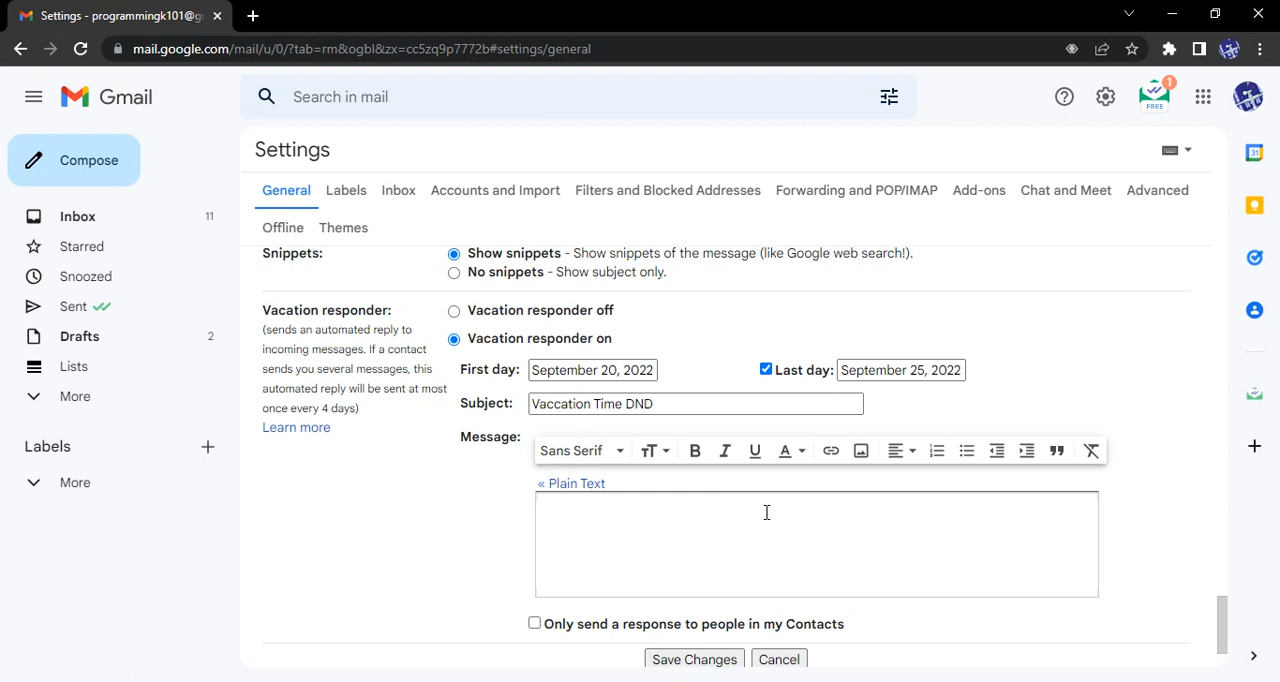 Settings - programmingk101@g
mail.google.com/mail/u/0/?tab=rm&ogbl&zx=cc5zq9p7772b#settings/general
Gmail
Search in mail
1
FREE
Compose
Inbox 11
Starred
Snoozed
Sent
Drafts 2
Lists
More
Labels
More
Settings
General Labels Inbox Accounts and Import Filters and Blocked Addresses Forwarding and POP/IMAP Add-ons Chat and Meet Advanced
Offline Themes
Snippets: Show snippets - Show snippets of the message (like Google web search!).
No snippets - Show subject only.
Vacation responder: Vacation responder off
(sends an automated reply to
incoming messages. If a contact
sends you several messages, this
automated reply will be sent at most
once every 4 days)
Learn more
Vacation responder on
First day: September 20, 2022 Last day: September 25, 2022
Subject: Vaccation Time DND
Message:
Sans Serif
« Plain Text
Only send a response to people in my Contacts
Save Changes Cancel
31